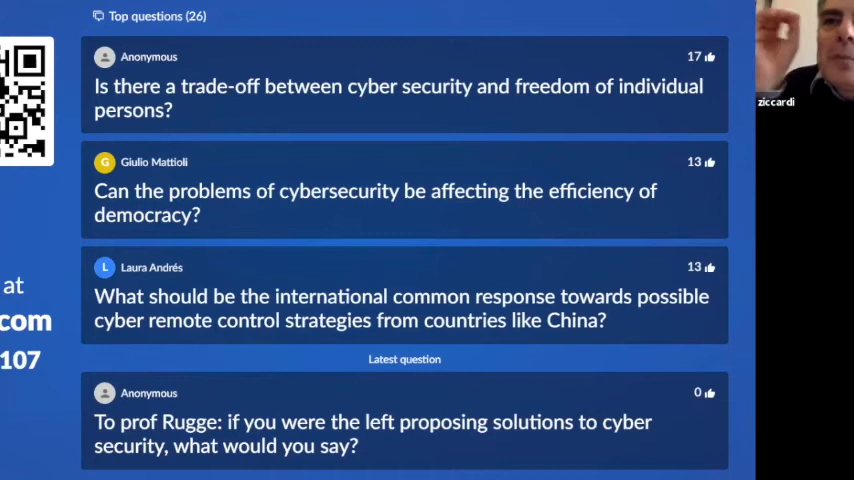 Top questions (26)
Anonymous
17
Is there a trade-off between cyber security and freedom of individual
persons?
ziccardi
G
Giulio Mattioli
13
Can the problems of cybersecurity be affecting the efficiency of
democracy?
L
Laura Andrés
13
What should be the international common response towards possible
cyber remote control strategies from countries like China?
at
.com
107
Latest question
Anonymous
0
To prof Rugge: if you were the left proposing solutions to cyber
security, what would you say?